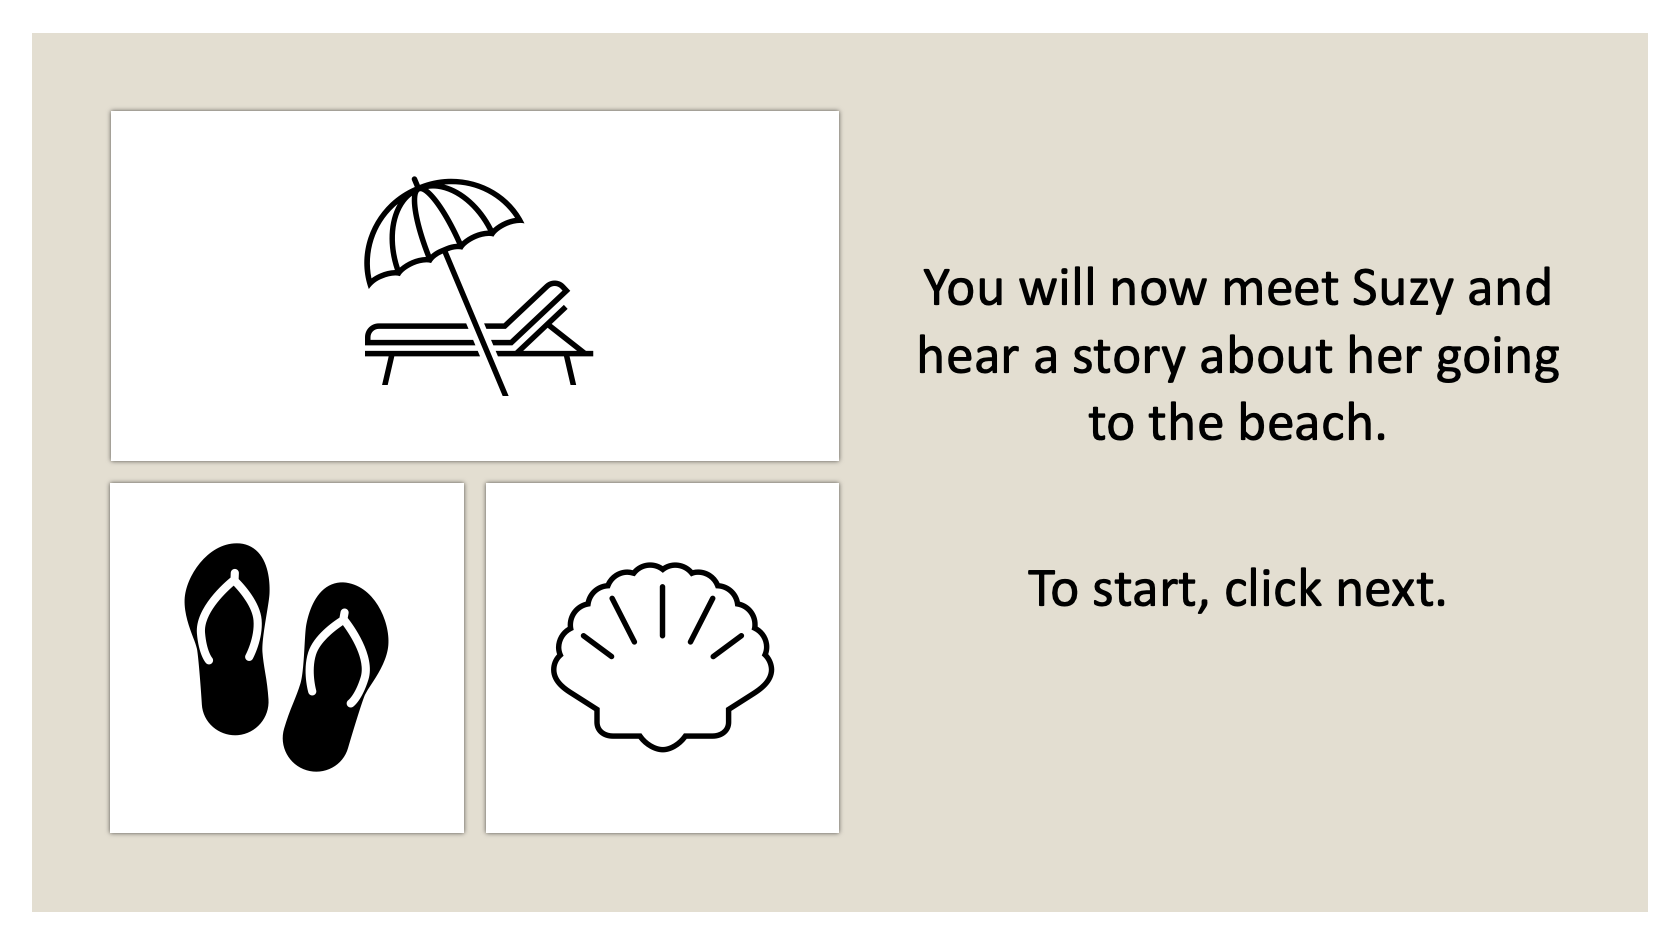 You will now meet Suzy and
hear a story about her going
to the beach.
To start, click next.